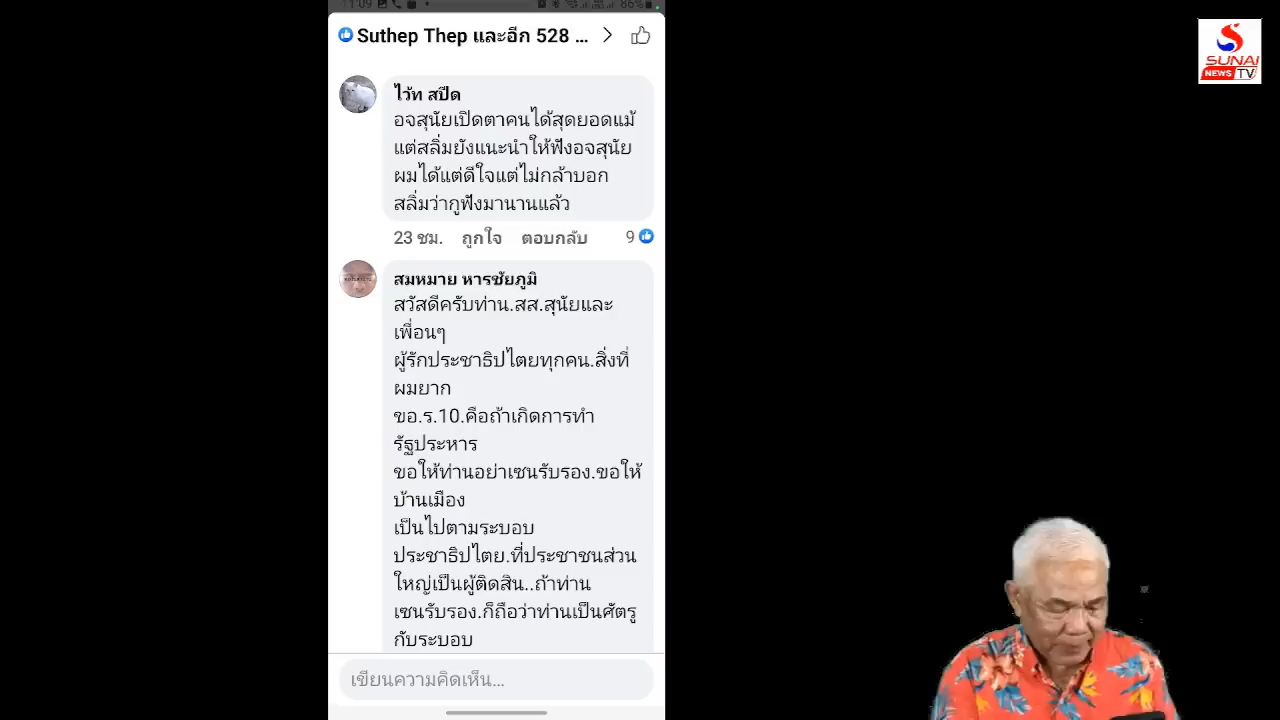 11:09
86%
Suthep Thep และอีก 528 ...
SUNAI
NEWS TV
ไว้ท สปีด
อจสุนัยเปิดตาคนได้สุดยอดแม้
แต่สลิ่มยังแนะนำให้ฟังอจสุนัย
ผมได้แต่ดีใจแต่ไม่กล้าบอก
สลิ่มว่ากูฟังมานานแล้ว
23 ชม. ถูกใจ ตอบกลับ 9
สมหมาย หารชัยภูมิ
สวัสดีครับท่าน.สส.สุนัยและ
เพื่อนๆ
ผู้รักประชาธิปไตยทุกคน.สิ่งที่
ผมยาก
ขอ.ร.10.คือถ้าเกิดการทำ
รัฐประหาร
ขอให้ท่านอย่าเซนรับรอง.ขอให้
บ้านเมือง
เป็นไปตามระบอบ
ประชาธิปไตย.ที่ประชาชนส่วน
ใหญ่เป็นผู้ติดสิน..ถ้าท่าน
เซนรับรอง.ก็ถือว่าท่านเป็นศัตรู
กับระบอบ
เขียนความคิดเห็น...